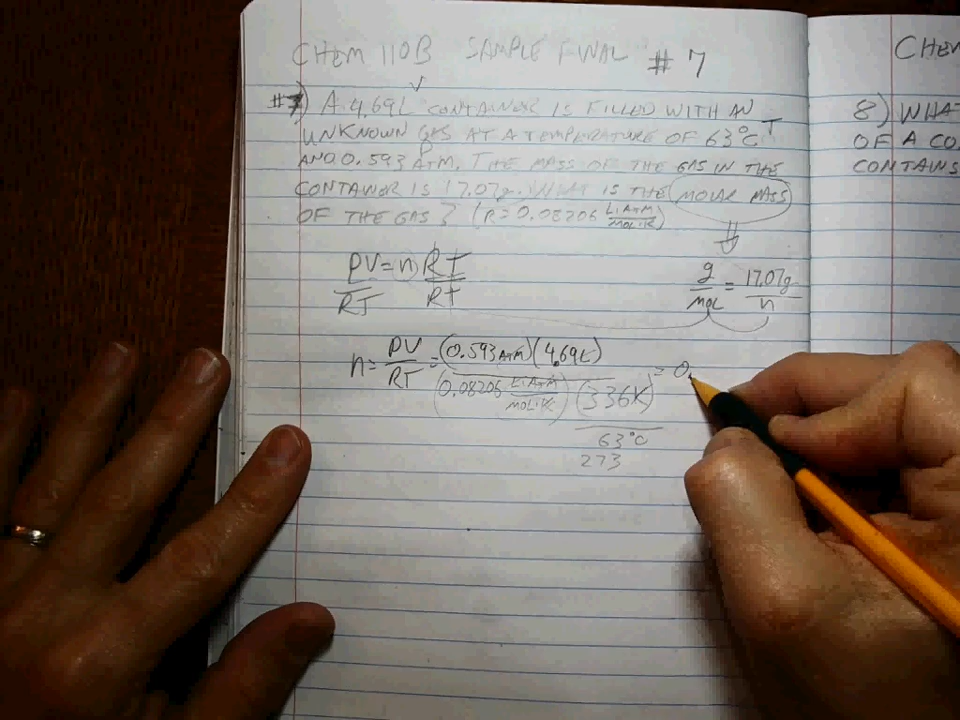 CHEM 110B SAMPLE FINAL # 7
V
#7) A 4.69L CONTAINER IS FILLED WITH AN
UNKNOWN GAS AT A TEMPERATURE OF 63°C T
P
AND 0.593 ATM. THE MASS OF THE GAS IN THE
CONTAINER IS 17.07g. WHAT IS THE MOLAR MASS
OF THE GAS? (R=0.08206 L·ATM/MOL·K)
PV = nRT
RT RT
g/MOL = 17.07g/n
n = PV/RT = (0.593 ATM)(4.69L)
(0.08206 L·ATM/MOL·K)(336K) = 0.
63°C
273
CHEM
8) WHAT
OF A CO
CONTAINS